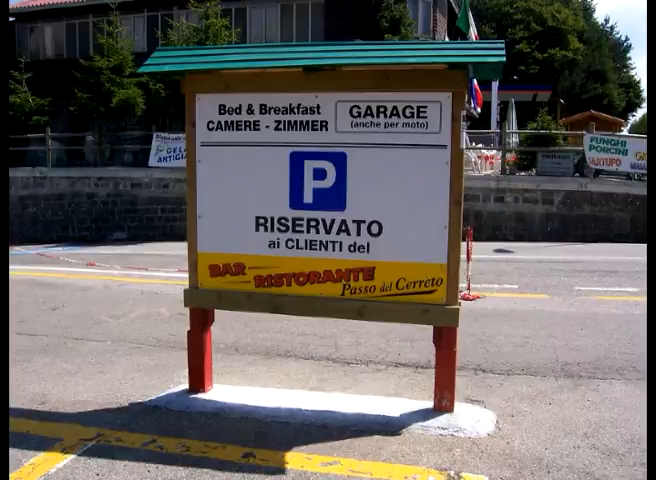 Bed & Breakfast
CAMERE - ZIMMER
GARAGE
(anche per moto)
P
RISERVATO
ai CLIENTI del
BAR
RISTORANTE
Passo del Cerreto
FUNGHI
PORCINI
TARTUFO